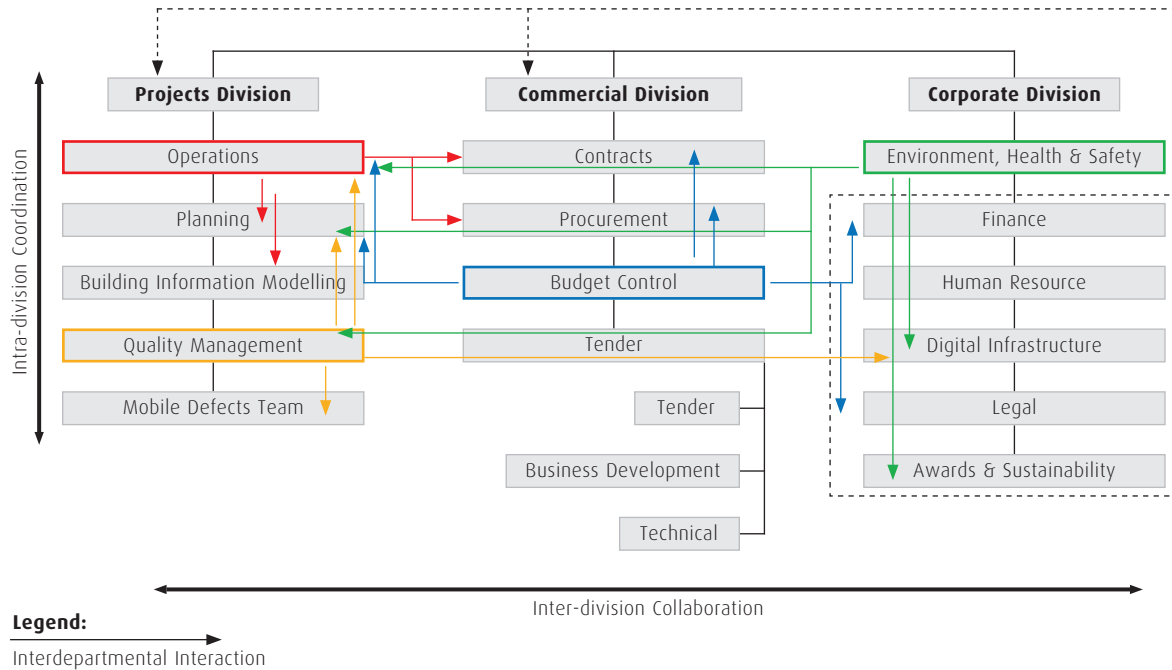 Projects Division
Commercial Division
Corporate Division
Operations
Contracts
Environment, Health & Safety
Planning
Procurement
Finance
Building Information Modelling
Budget Control
Human Resource
Quality Management
Tender
Digital Infrastructure
Mobile Defects Team
Tender
Legal
Business Development
Awards & Sustainability
Technical
Intra-division Coordination
Inter-division Collaboration
Legend:
Interdepartmental Interaction